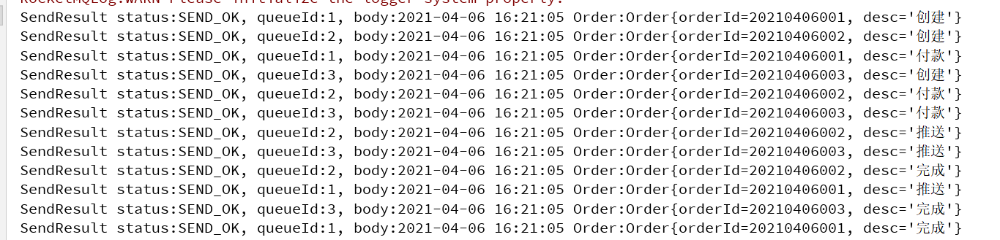 RocketMQLog:WARN Please initialize the logger system property.
SendResult status:SEND_OK, queueId:1, body:2021-04-06 16:21:05 Order:Order{orderId=20210406001, desc='创建'}
SendResult status:SEND_OK, queueId:2, body:2021-04-06 16:21:05 Order:Order{orderId=20210406002, desc='创建'}
SendResult status:SEND_OK, queueId:1, body:2021-04-06 16:21:05 Order:Order{orderId=20210406001, desc='付款'}
SendResult status:SEND_OK, queueId:3, body:2021-04-06 16:21:05 Order:Order{orderId=20210406003, desc='创建'}
SendResult status:SEND_OK, queueId:2, body:2021-04-06 16:21:05 Order:Order{orderId=20210406002, desc='付款'}
SendResult status:SEND_OK, queueId:3, body:2021-04-06 16:21:05 Order:Order{orderId=20210406003, desc='付款'}
SendResult status:SEND_OK, queueId:2, body:2021-04-06 16:21:05 Order:Order{orderId=20210406002, desc='推送'}
SendResult status:SEND_OK, queueId:3, body:2021-04-06 16:21:05 Order:Order{orderId=20210406003, desc='推送'}
SendResult status:SEND_OK, queueId:2, body:2021-04-06 16:21:05 Order:Order{orderId=20210406002, desc='完成'}
SendResult status:SEND_OK, queueId:1, body:2021-04-06 16:21:05 Order:Order{orderId=20210406001, desc='推送'}
SendResult status:SEND_OK, queueId:3, body:2021-04-06 16:21:05 Order:Order{orderId=20210406003, desc='完成'}
SendResult status:SEND_OK, queueId:1, body:2021-04-06 16:21:05 Order:Order{orderId=20210406001, desc='完成'}